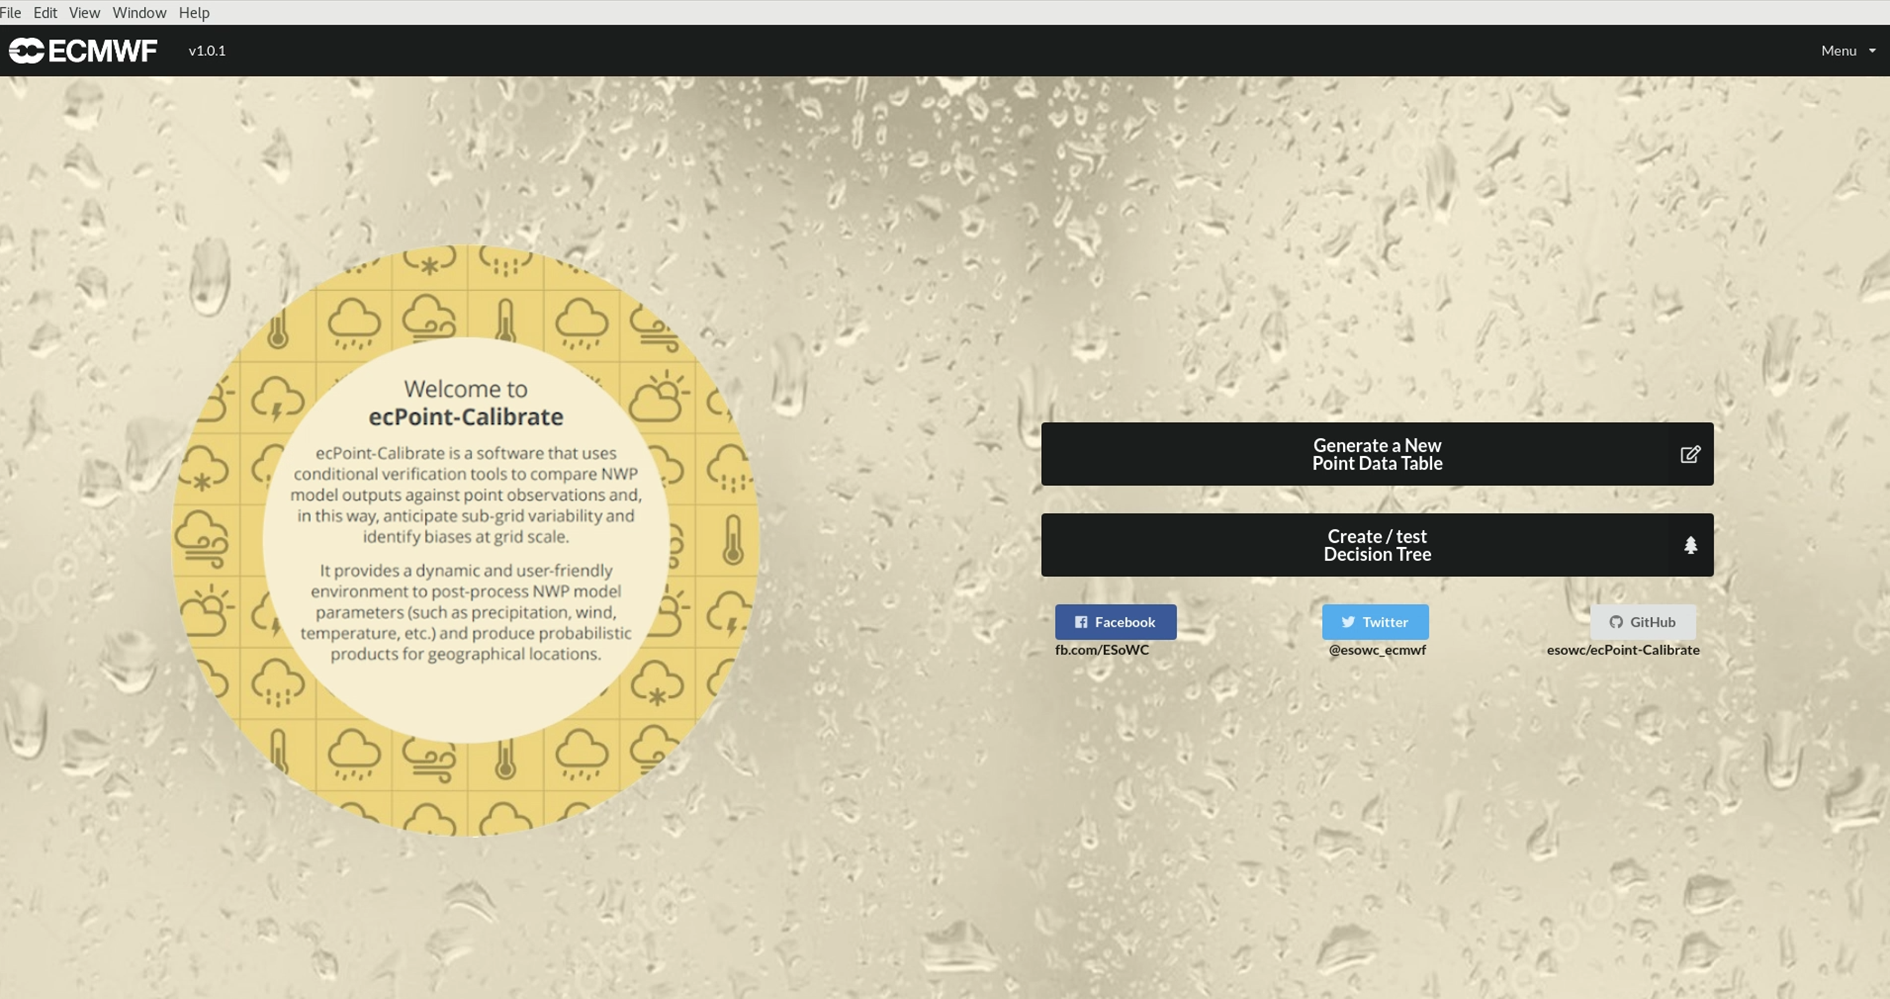 File Edit View Window Help
ECMWF v1.0.1 Menu
Welcome to
ecPoint-Calibrate
ecPoint-Calibrate is a software that uses
conditional verification tools to compare NWP
model outputs against point observations and,
in this way, anticipate sub-grid variability and
identify biases at grid scale.
It provides a dynamic and user-friendly
environment to post-process NWP model
parameters (such as precipitation, wind,
temperature, etc.) and produce probabilistic
products for geographical locations.
Generate a New
Point Data Table
Create / test
Decision Tree
Facebook Twitter GitHub
fb.com/ESoWC @esowc_ecmwf esowc/ecPoint-Calibrate